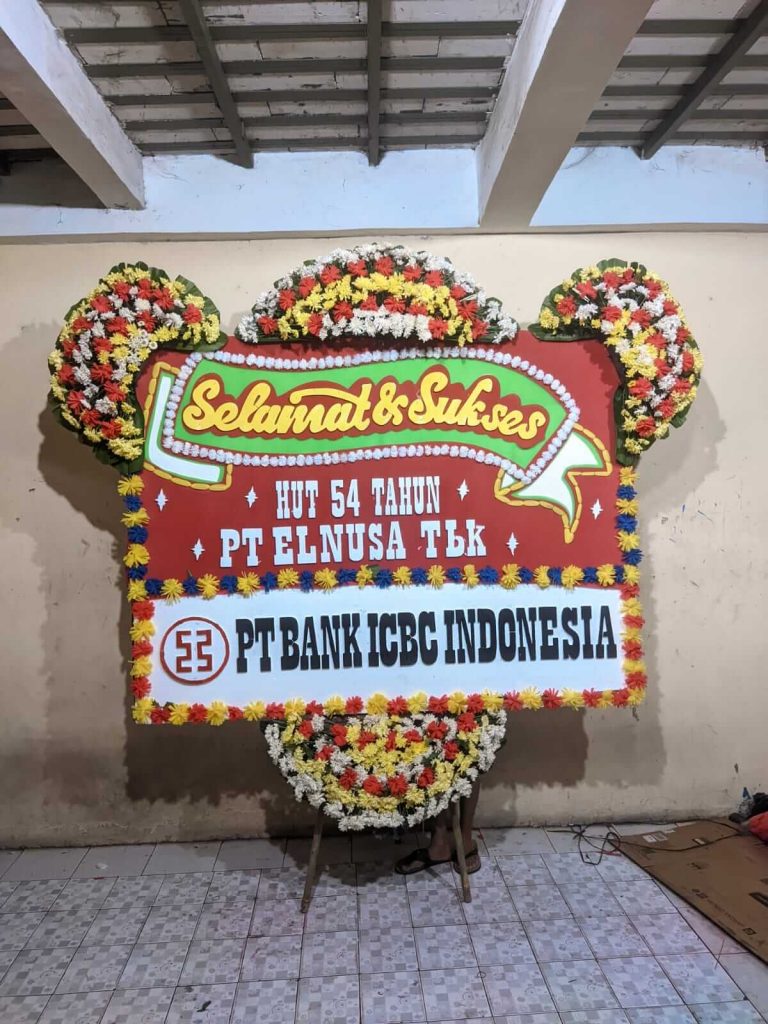 Selamat & Sukses
HUT 54 TAHUN
PT ELNUSA Tbk
PT BANK ICBC INDONESIA